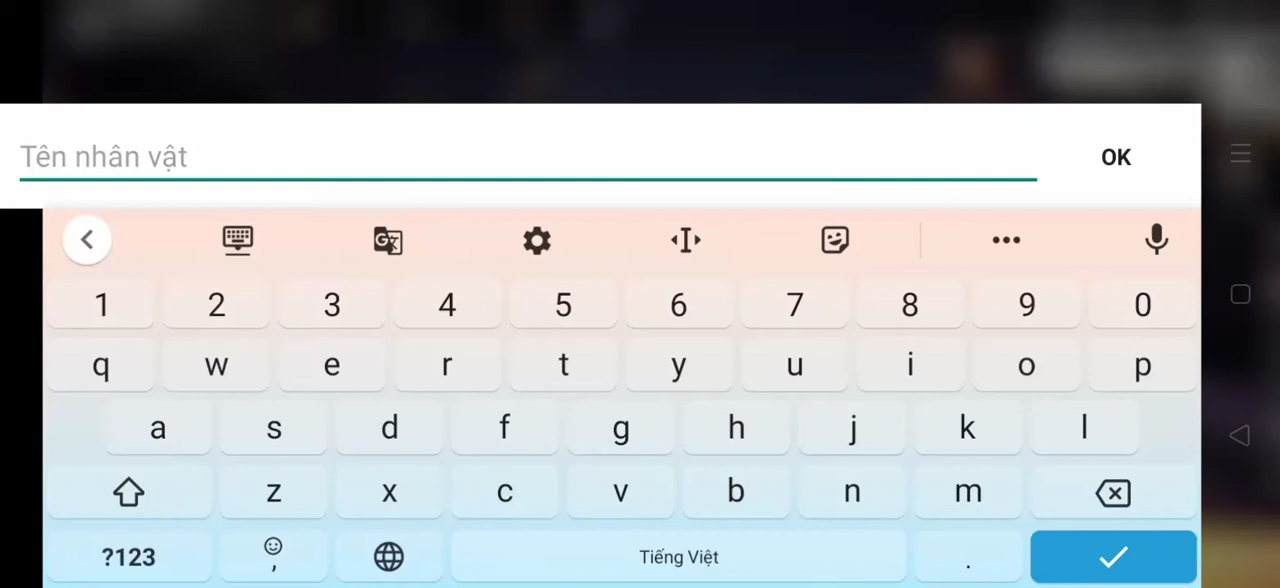 Tên nhân vật
OK
1 2 3 4 5 6 7 8 9 0
q w e r t y u i o p
a s d f g h j k l
z x c v b n m
?123 , Tiếng Việt .